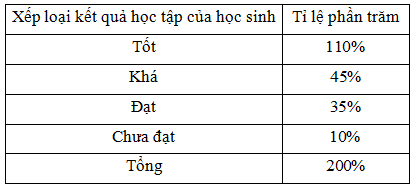 Xếp loại kết quả học tập của học sinh Tỉ lệ phần trăm
Tốt 110%
Khá 45%
Đạt 35%
Chưa đạt 10%
Tổng 200%